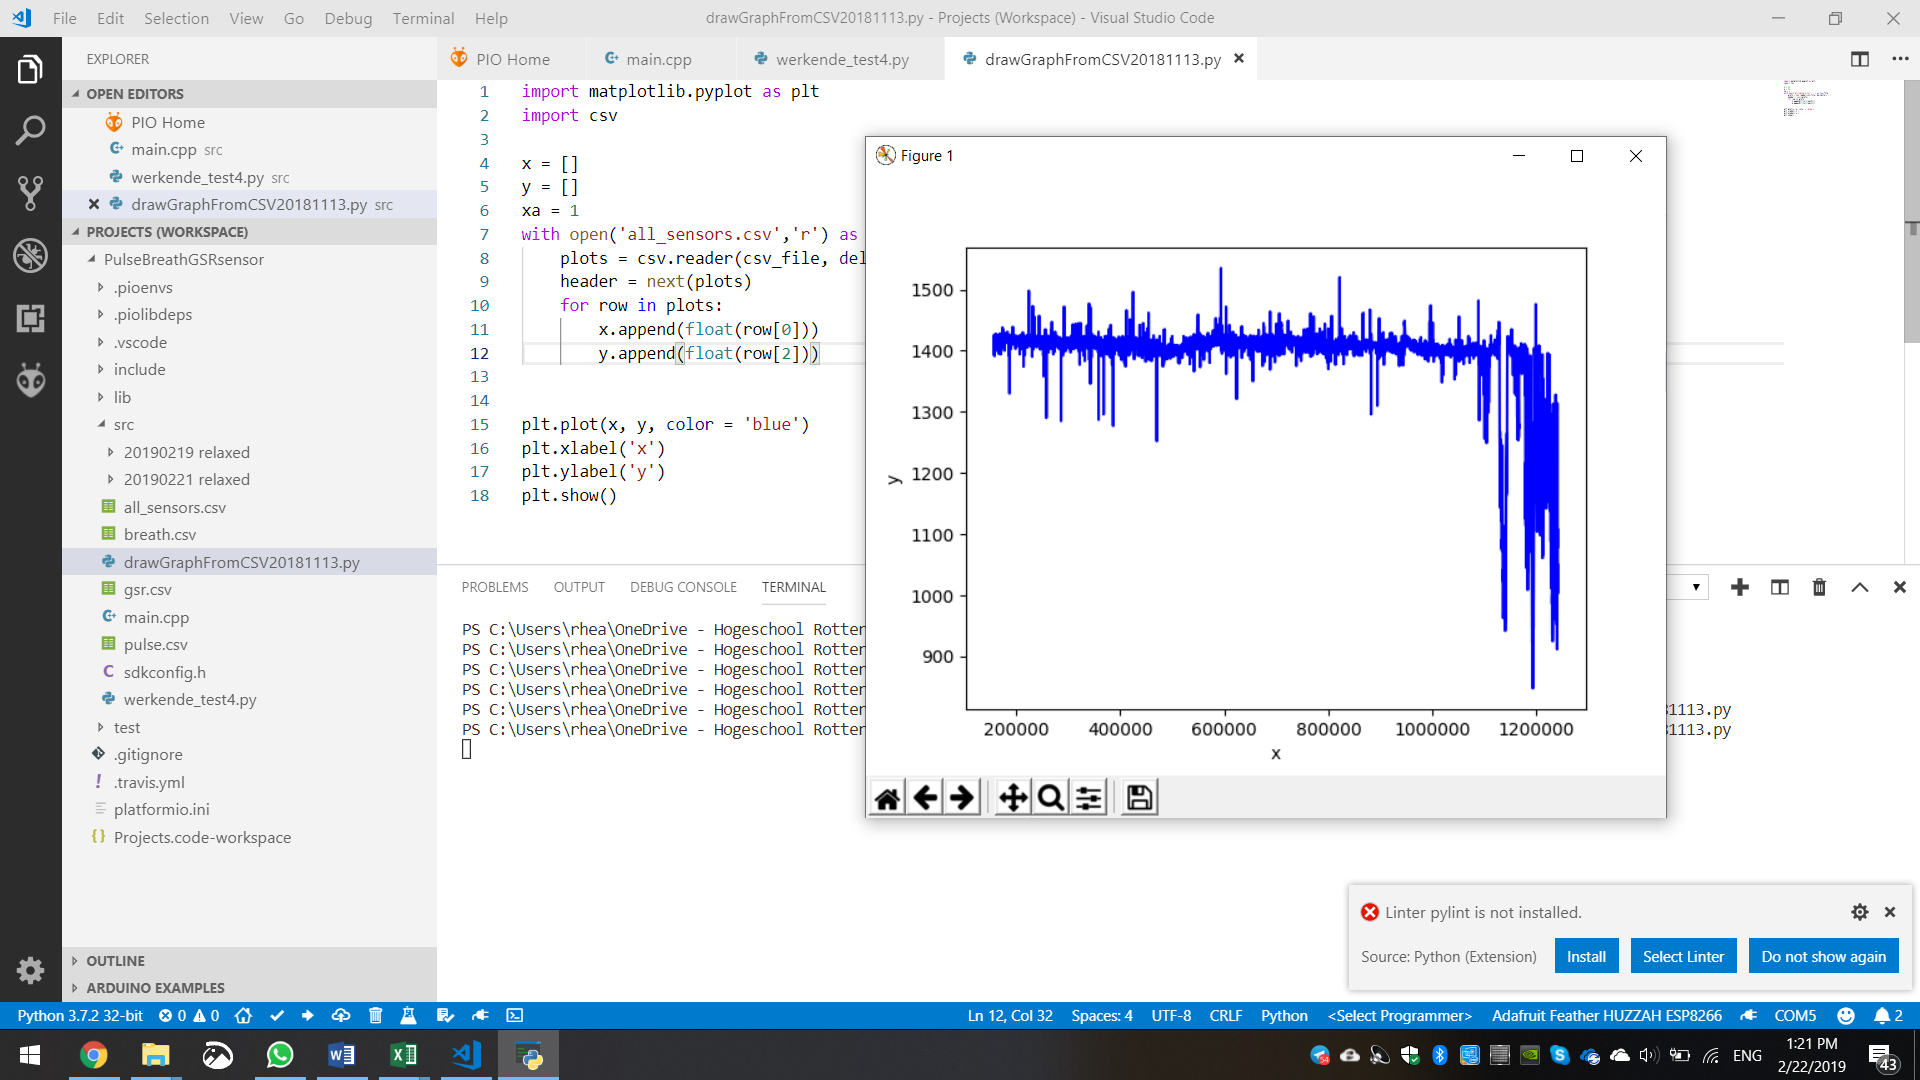 File Edit Selection View Go Debug Terminal Help
drawGraphFromCSV20181113.py - Projects (Workspace) - Visual Studio Code
EXPLORER
OPEN EDITORS
PIO Home
main.cpp src
werkende_test4.py src
drawGraphFromCSV20181113.py src
PROJECTS (WORKSPACE)
PulseBreathGSRsensor
.pioenvs
.piolibdeps
.vscode
include
lib
src
20190219 relaxed
20190221 relaxed
all_sensors.csv
breath.csv
drawGraphFromCSV20181113.py
gsr.csv
main.cpp
pulse.csv
sdkconfig.h
werkende_test4.py
test
.gitignore
.travis.yml
platformio.ini
Projects.code-workspace
OUTLINE
ARDUINO EXAMPLES
PIO Home main.cpp werkende_test4.py drawGraphFromCSV20181113.py
1 import matplotlib.pyplot as plt
2 import csv
3
4 x = []
5 y = []
6 xa = 1
7 with open('all_sensors.csv','r') as
8 plots = csv.reader(csv_file, del
9 header = next(plots)
10 for row in plots:
11 x.append(float(row[0]))
12 y.append(float(row[2]))
13
14
15 plt.plot(x, y, color = 'blue')
16 plt.xlabel('x')
17 plt.ylabel('y')
18 plt.show()
Figure 1
1500
1400
1300
1200
1100
1000
900
y
200000 400000 600000 800000 1000000 1200000
x
PROBLEMS OUTPUT DEBUG CONSOLE TERMINAL
PS C:\Users\rhea\OneDrive - Hogeschool Rotter
PS C:\Users\rhea\OneDrive - Hogeschool Rotter
PS C:\Users\rhea\OneDrive - Hogeschool Rotter
PS C:\Users\rhea\OneDrive - Hogeschool Rotter
PS C:\Users\rhea\OneDrive - Hogeschool Rotter 1113.py
PS C:\Users\rhea\OneDrive - Hogeschool Rotter 1113.py
Linter pylint is not installed.
Source: Python (Extension) Install Select Linter Do not show again
Python 3.7.2 32-bit 0 0 Ln 12, Col 32 Spaces: 4 UTF-8 CRLF Python <Select Programmer> Adafruit Feather HUZZAH ESP8266 COM5 2
ENG
1:21 PM
2/22/2019
43